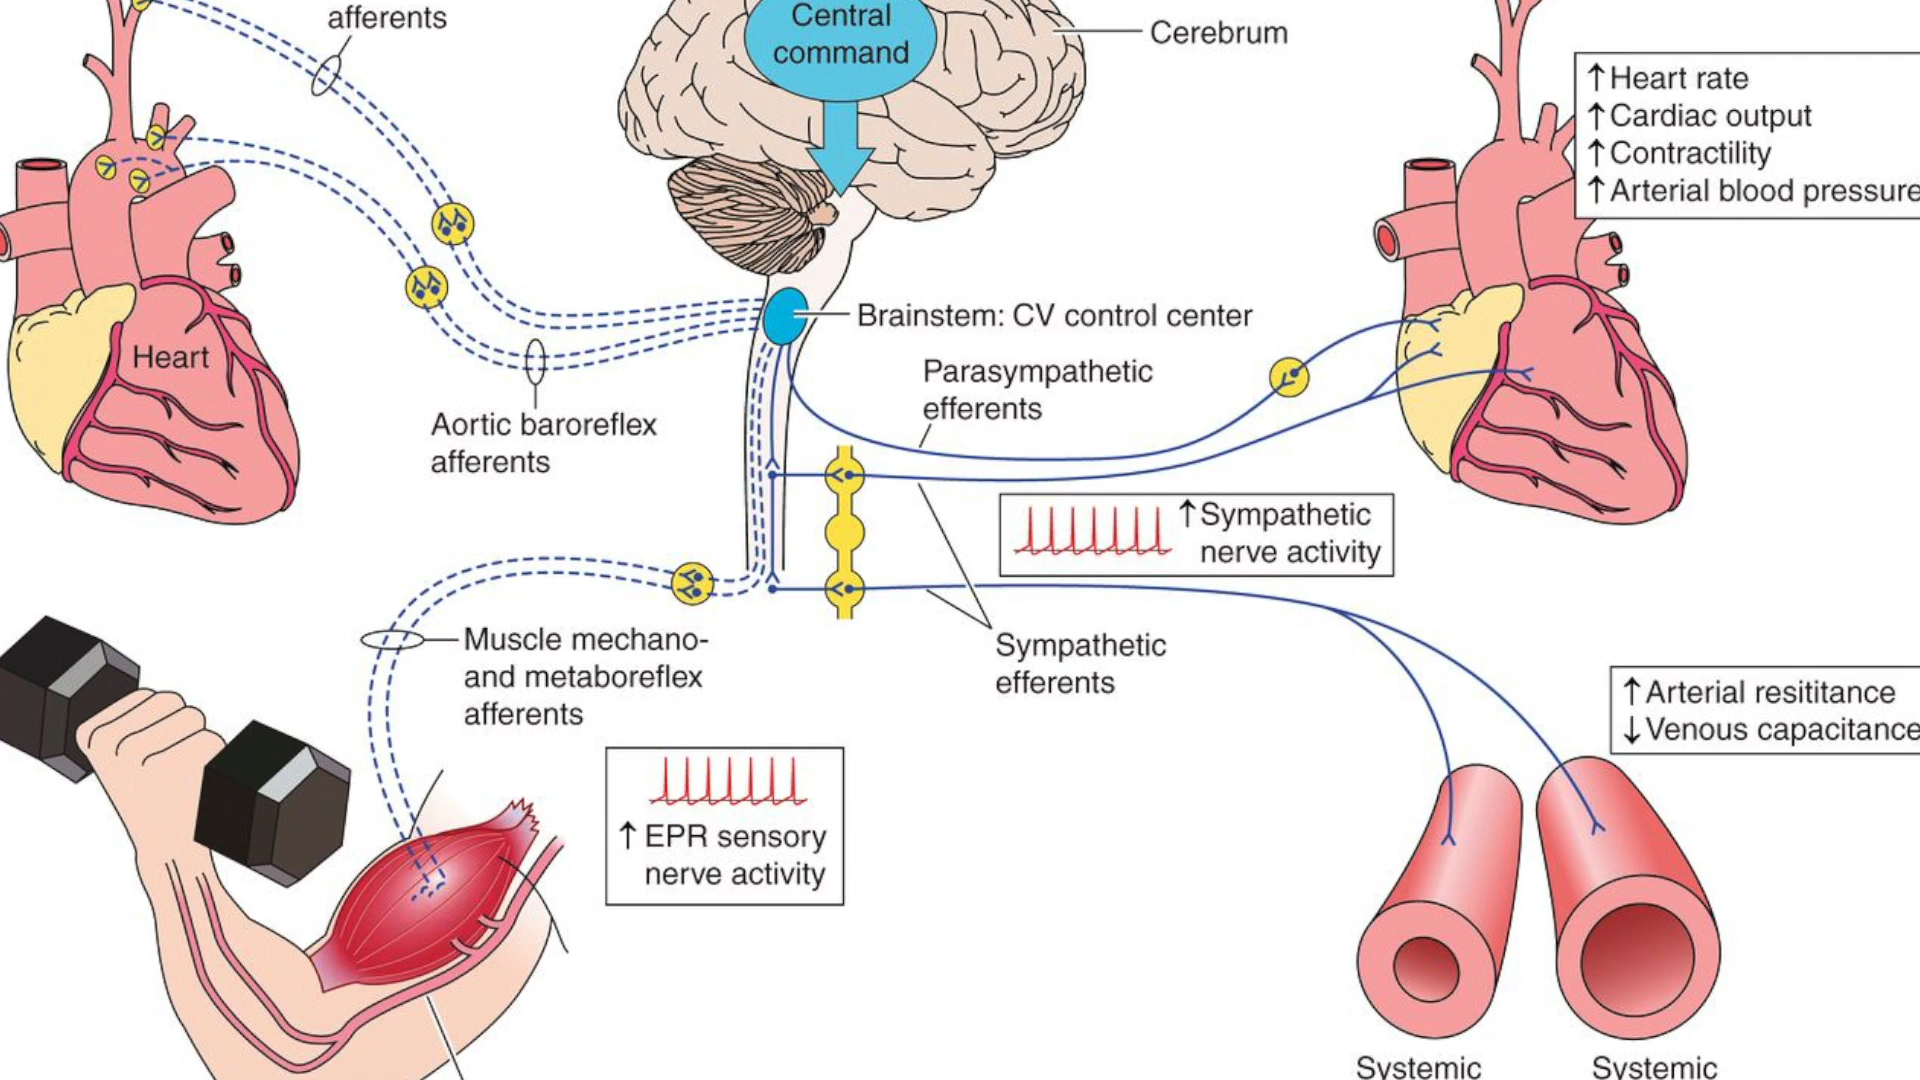 afferents
Central
command
Cerebrum
↑Heart rate
↑Cardiac output
↑Contractility
↑Arterial blood pressure
Heart
Brainstem: CV control center
Parasympathetic
efferents
Aortic baroreflex
afferents
↑Sympathetic
nerve activity
Muscle mechano-
and metaboreflex
afferents
Sympathetic
efferents
↑Arterial resititance
↓Venous capacitance
↑EPR sensory
nerve activity
Systemic
Systemic